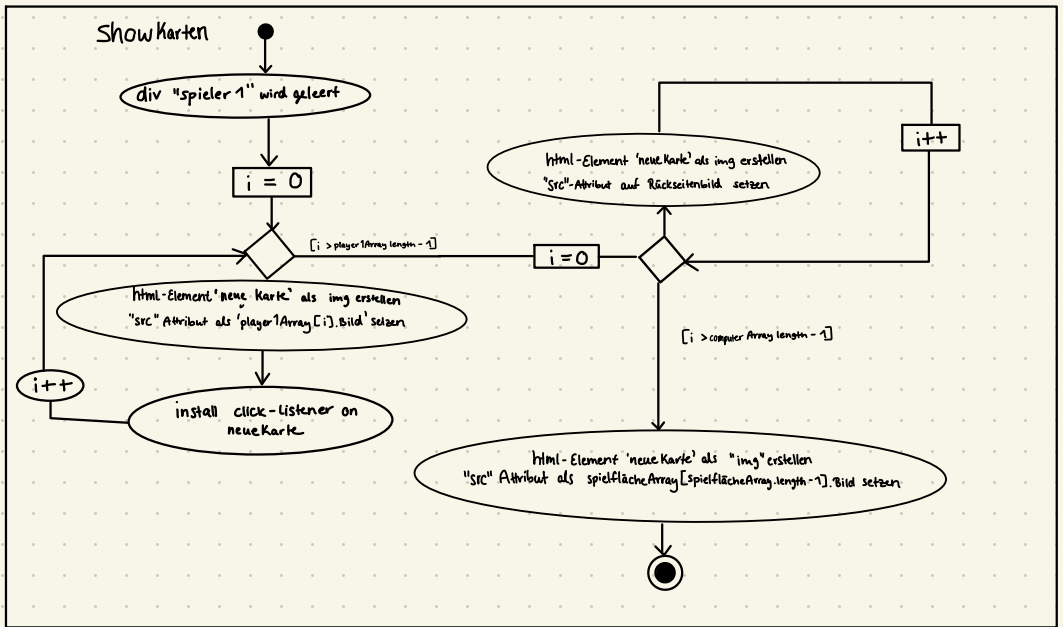 Show Karten
div "spieler 1" wird geleert
i = 0
[i > player1Array length - 1]
html-Element 'neue Karte' als img erstellen
"src" Attribut als 'player1Array[i].Bild' setzen
install click-Listener on
neueKarte
i++
i=0
html-Element 'neue Karte' als img erstellen
"src"-Attribut auf Rückseitenbild setzen
i++
[i > computer Array length - 1]
html-Element 'neue Karte' als "img" erstellen
"src" Attribut als spielflächeArray[spielflächeArray.length-1].Bild setzen